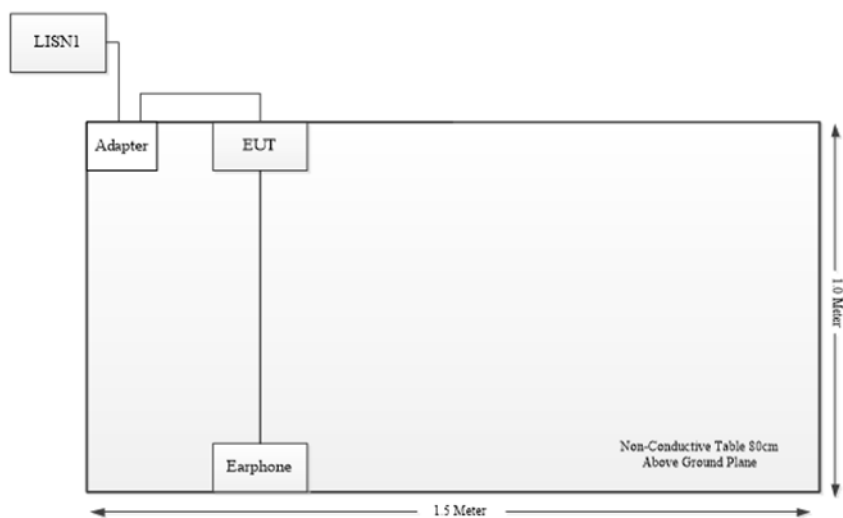 LISN1
Adapter
EUT
1.0 Meter
Earphone
Non-Conductive Table 80cm
Above Ground Plane
1.5 Meter